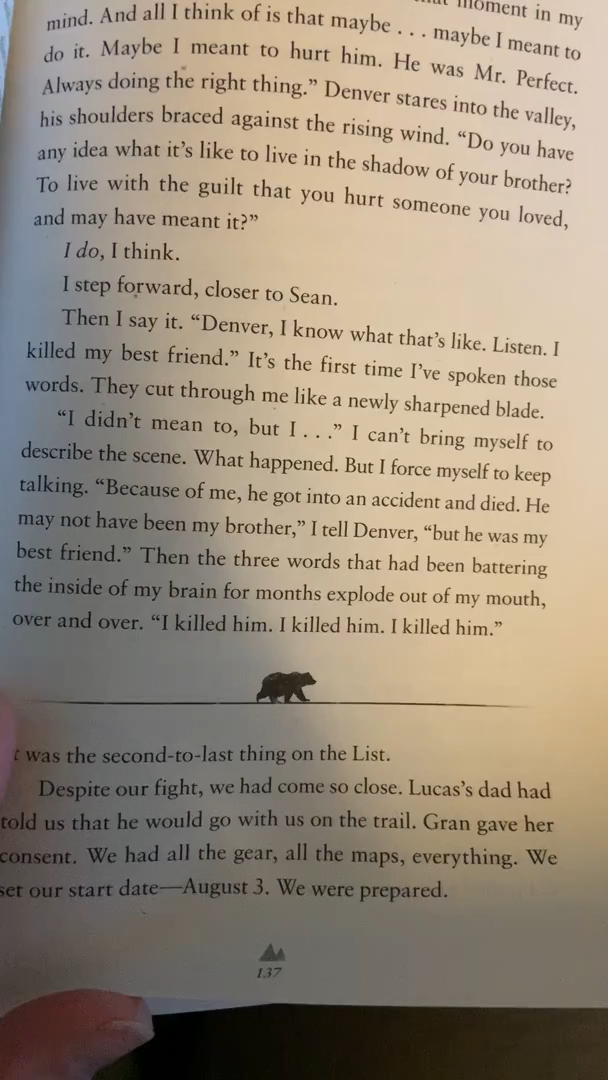 moment in my
mind. And all I think of is that maybe . . . maybe I meant to
do it. Maybe I meant to hurt him. He was Mr. Perfect.
Always doing the right thing.” Denver stares into the valley,
his shoulders braced against the rising wind. “Do you have
any idea what it’s like to live in the shadow of your brother?
To live with the guilt that you hurt someone you loved,
and may have meant it?”
I do, I think.
I step forward, closer to Sean.
Then I say it. “Denver, I know what that’s like. Listen. I
killed my best friend.” It’s the first time I’ve spoken those
words. They cut through me like a newly sharpened blade.
“I didn’t mean to, but I . . .” I can’t bring myself to
describe the scene. What happened. But I force myself to keep
talking. “Because of me, he got into an accident and died. He
may not have been my brother,” I tell Denver, “but he was my
best friend.” Then the three words that had been battering
the inside of my brain for months explode out of my mouth,
over and over. “I killed him. I killed him. I killed him.”
t was the second-to-last thing on the List.
Despite our fight, we had come so close. Lucas’s dad had
told us that he would go with us on the trail. Gran gave her
consent. We had all the gear, all the maps, everything. We
set our start date—August 3. We were prepared.
137